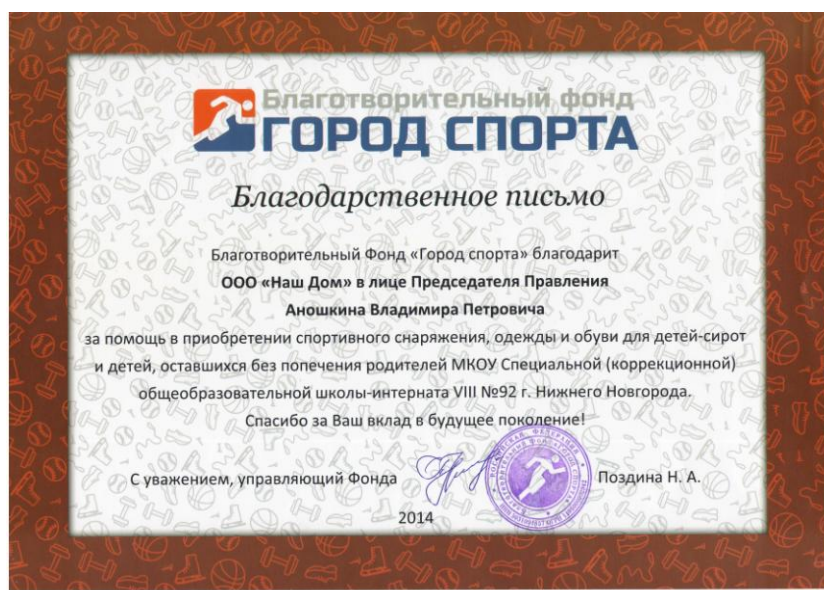 Благотворительный фонд
ГОРОД СПОРТА
Благодарственное письмо
Благотворительный Фонд «Город спорта» благодарит
ООО «Наш Дом» в лице Председателя Правления
Аношкина Владимира Петровича
за помощь в приобретении спортивного снаряжения, одежды и обуви для детей-сирот
и детей, оставшихся без попечения родителей МКОУ Специальной (коррекционной)
общеобразовательной школы-интерната VIII №92 г. Нижнего Новгорода.
Спасибо за Ваш вклад в будущее поколение!
С уважением, управляющий Фонда Поздина Н. А.
2014